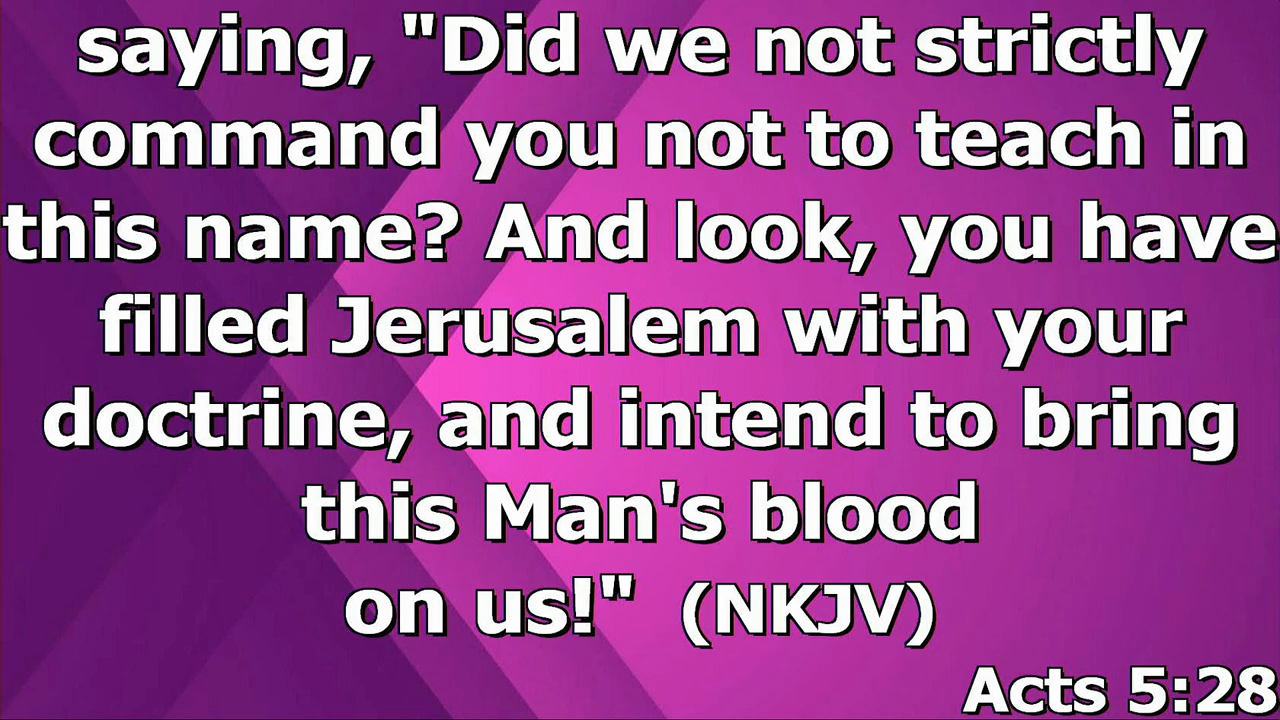 saying, "Did we not strictly
command you not to teach in
this name? And look, you have
filled Jerusalem with your
doctrine, and intend to bring
this Man's blood
on us!" (NKJV)
Acts 5:28